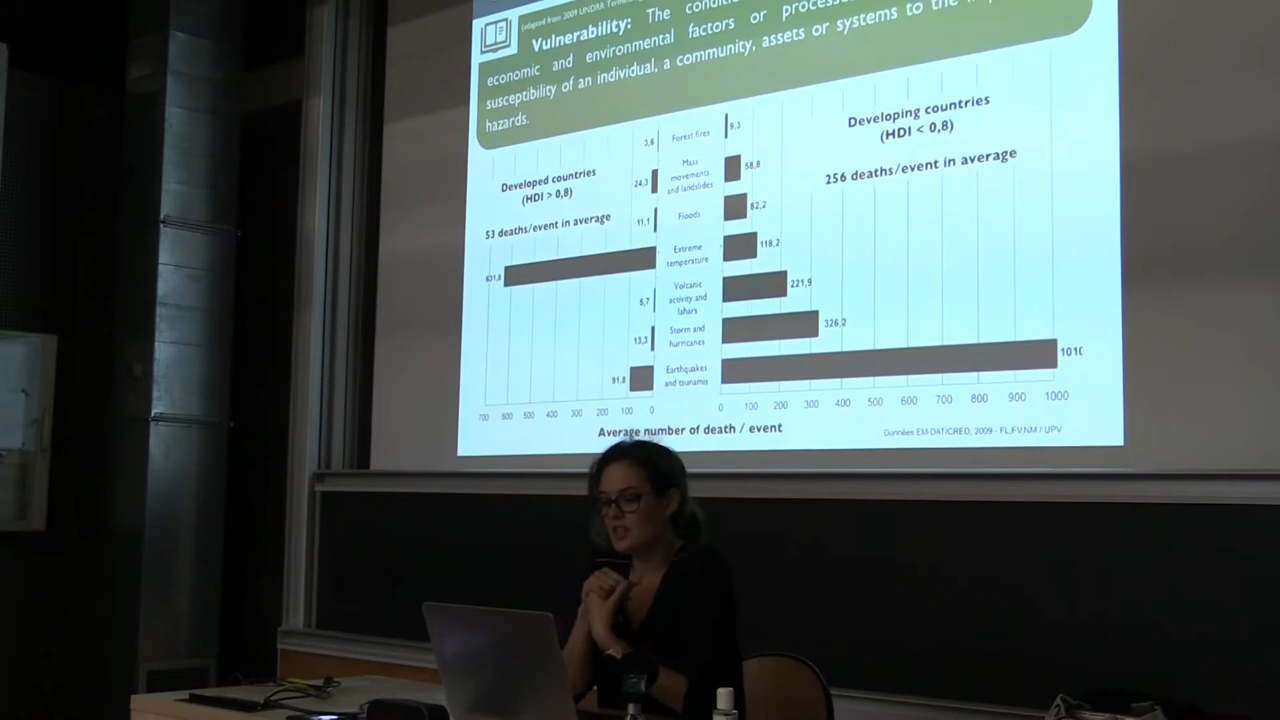 (adapted from 2009 UNDRR
Vulnerability: The
economic and environmental factors or
susceptibility of an individual, a community, assets or systems to the
hazards.
Developed countries
(HDI > 0,8)
53 deaths/event in average
Developing countries
(HDI < 0,8)
256 deaths/event in average
3,6 Forest fires 9,3
24,3 Mass
movements
and landslides 58,8
11,1 Floods 82,2
631,8 Extreme
temperature 118,2
5,7 Volcanic
activity and
lahars 221,9
13,3 Storm and
hurricanes 326,2
91,8 Earthquakes
and tsunamis 1010
700 600 500 400 300 200 100 0
0 100 200 300 400 500 600 700 800 900 1000
Average number of death / event
Données EM-DAT/CRED, 2009 - FL,FV,NM / UPV